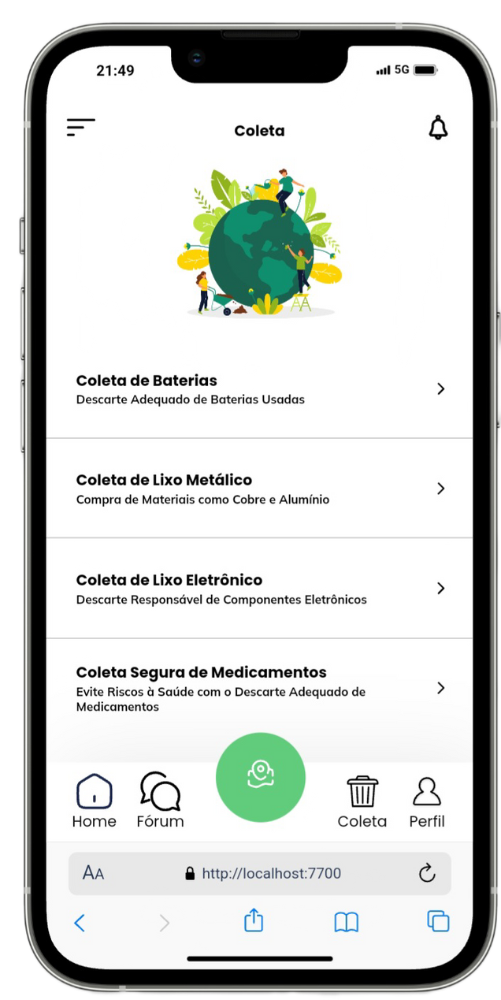 21:49
5G
Coleta
Coleta de Baterias
Descarte Adequado de Baterias Usadas
Coleta de Lixo Metálico
Compra de Materiais como Cobre e Alumínio
Coleta de Lixo Eletrônico
Descarte Responsável de Componentes Eletrônicos
Coleta Segura de Medicamentos
Evite Riscos à Saúde com o Descarte Adequado de
Medicamentos
Home Fórum Coleta Perfil
AA http://localhost:7700